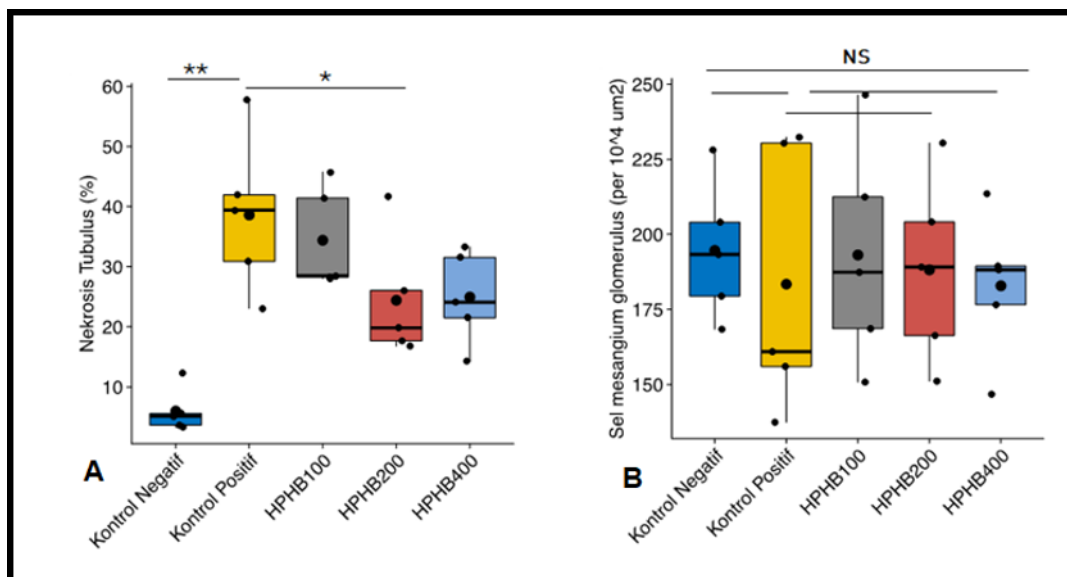 **
*
60
50
40
30
20
10
Nekrosis Tubulus (%)
Kontrol Negatif
Kontrol Positif
HPHB100
HPHB200
HPHB400
A
NS
250
225
200
175
150
Sel mesangium glomerulus (per 10^4 um2)
Kontrol Negatif
Kontrol Positif
HPHB100
HPHB200
HPHB400
B